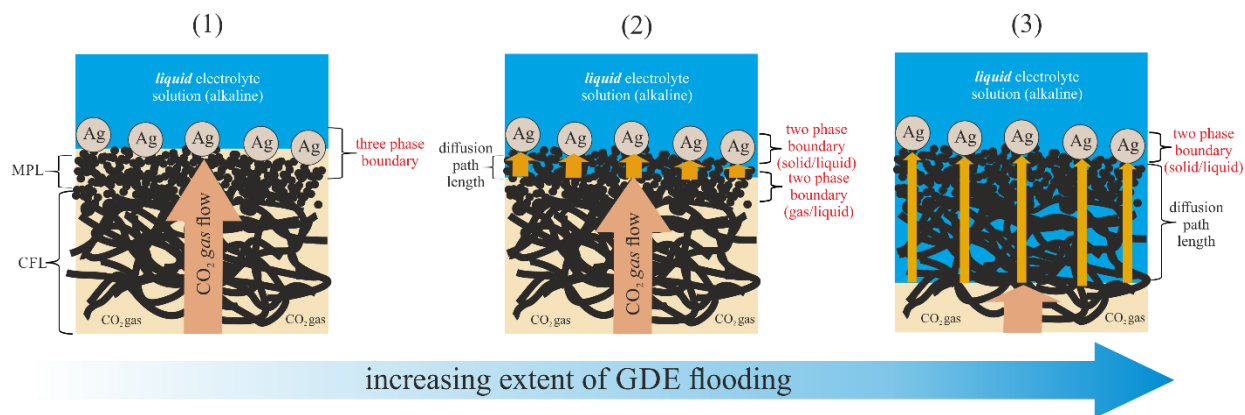 (1)
liquid electrolyte
solution (alkaline)
Ag
Ag
Ag
Ag
Ag
three phase
boundary
MPL
CFL
CO2 gas flow
CO2 gas
CO2 gas
(2)
liquid electrolyte
solution (alkaline)
Ag
Ag
Ag
Ag
Ag
diffusion
path
length
two phase
boundary
(solid/liquid)
two phase
boundary
(gas/liquid)
CO2 gas flow
CO2 gas
CO2 gas
(3)
liquid electrolyte
solution (alkaline)
Ag
Ag
Ag
Ag
Ag
two phase
boundary
(solid/liquid)
diffusion
path
length
CO2 gas
CO2 gas
increasing extent of GDE flooding